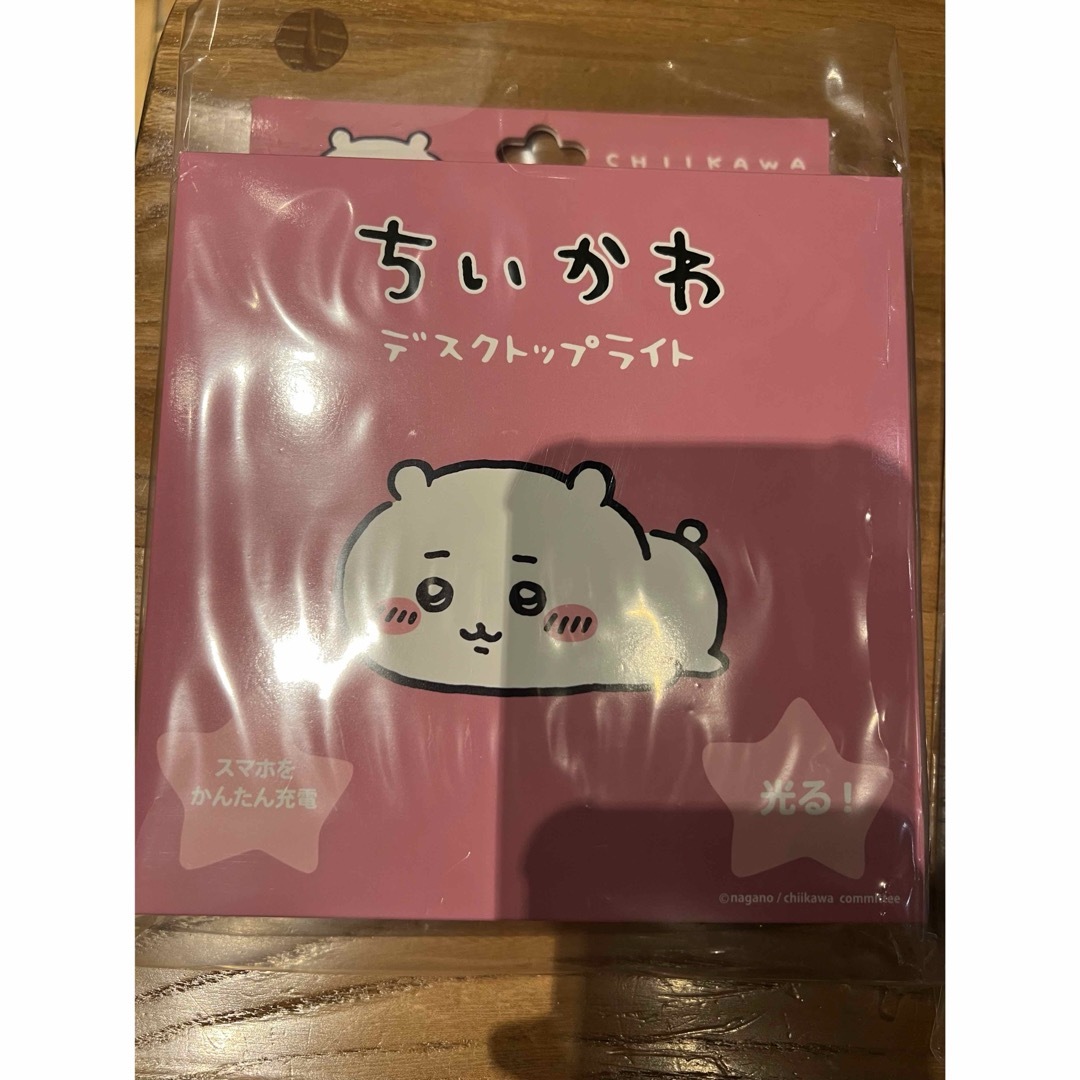 CHIIKAWA
ちいかわ
デスクトップライト
スマホを
かんたん充電
光る！
©nagano / chiikawa committee